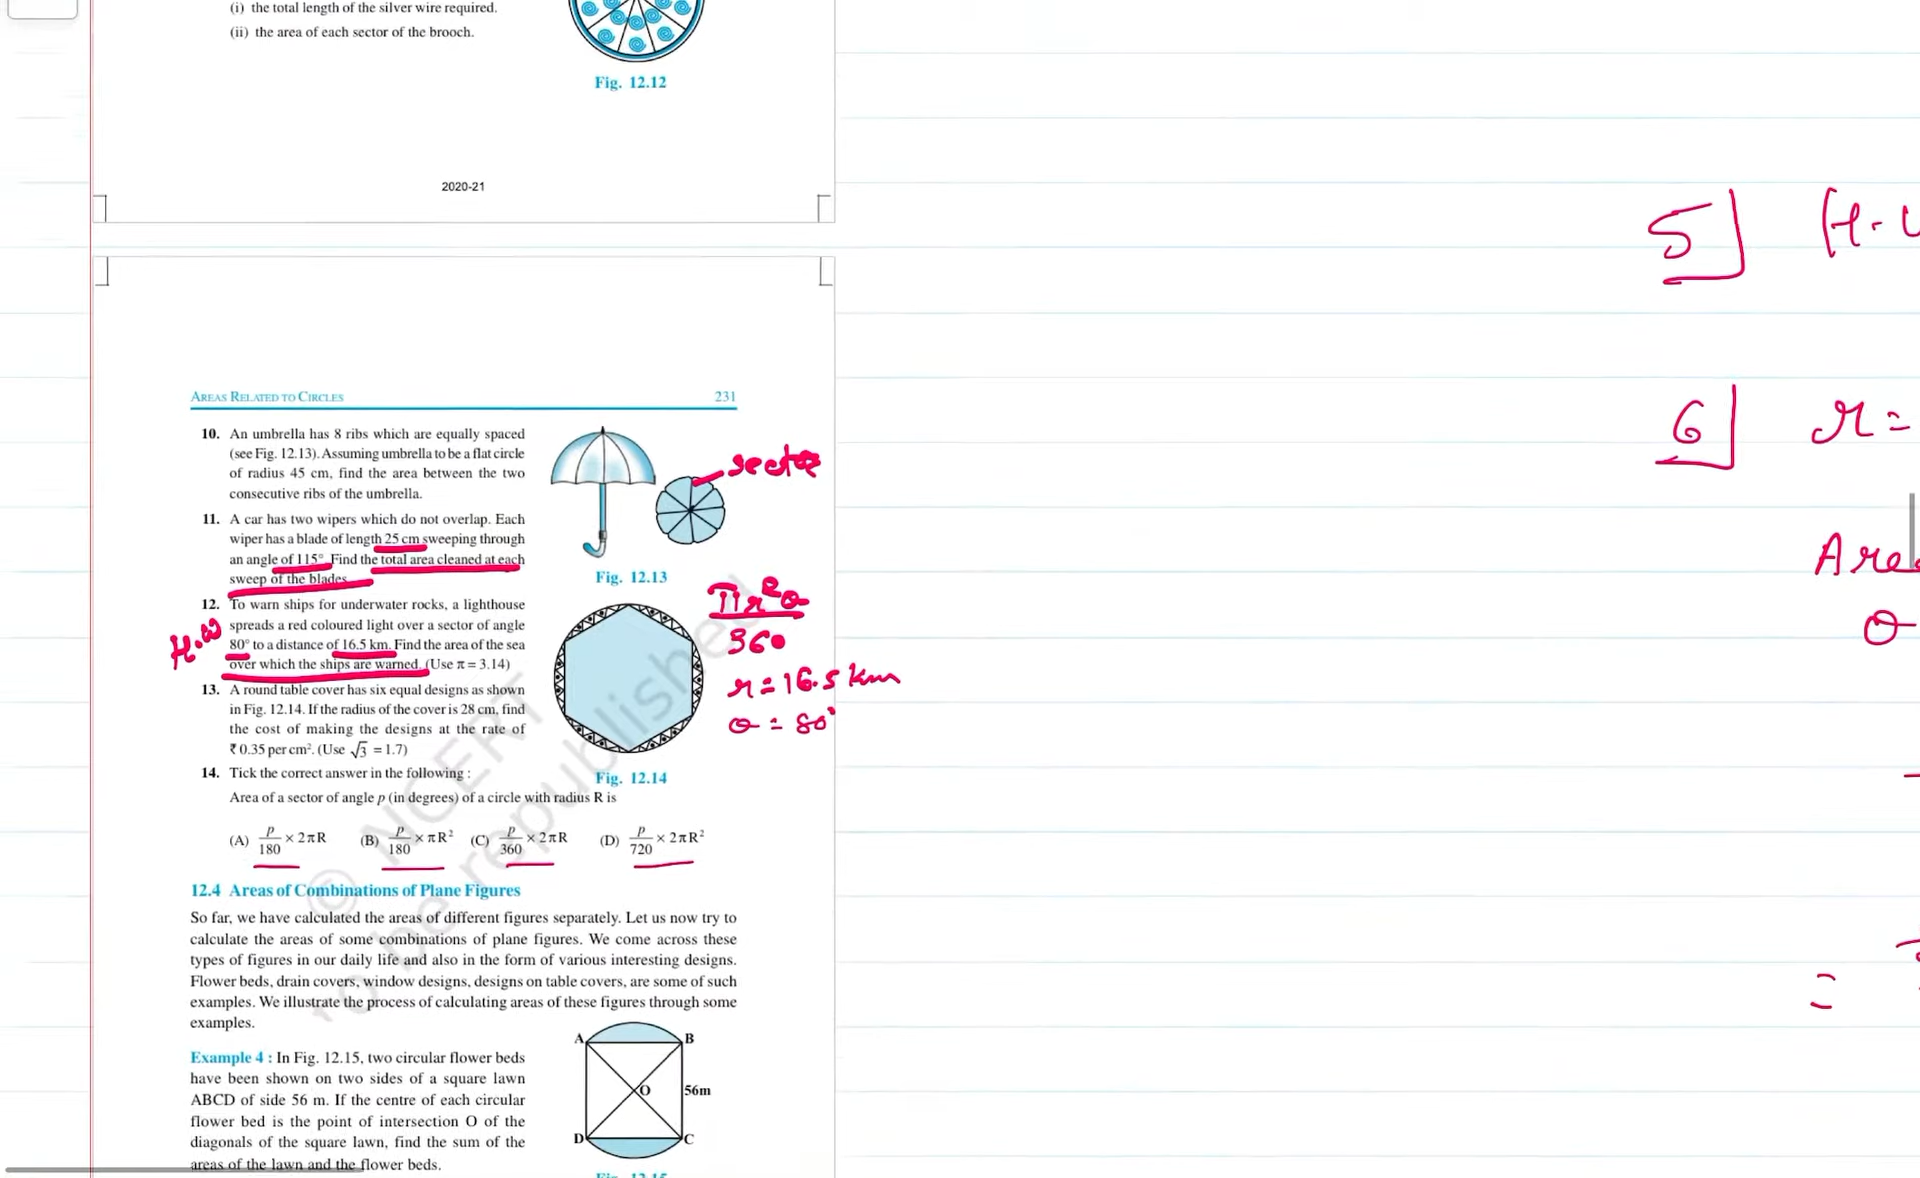 (i) the total length of the silver wire required.
(ii) the area of each sector of the brooch.
Fig. 12.12
2020-21
5
6
r =
θ
=
AREAS RELATED TO CIRCLES 231
10. An umbrella has 8 ribs which are equally spaced
(see Fig. 12.13). Assuming umbrella to be a flat circle
of radius 45 cm, find the area between the two
consecutive ribs of the umbrella.
sector
11. A car has two wipers which do not overlap. Each
wiper has a blade of length 25 cm sweeping through
an angle of 115°. Find the total area cleaned at each
sweep of the blades.
Fig. 12.13
H.W
12. To warn ships for underwater rocks, a lighthouse
spreads a red coloured light over a sector of angle
80° to a distance of 16.5 km. Find the area of the sea
over which the ships are warned. (Use π = 3.14)
πr²θ
360
r = 16.5 km
θ = 80°
13. A round table cover has six equal designs as shown
in Fig. 12.14. If the radius of the cover is 28 cm, find
the cost of making the designs at the rate of
₹ 0.35 per cm². (Use √3 = 1.7)
Fig. 12.14
14. Tick the correct answer in the following :
Area of a sector of angle p (in degrees) of a circle with radius R is
(A) p/180 × 2πR (B) p/180 × πR² (C) p/360 × 2πR (D) p/720 × 2πR²
© NCERT
to be republished
12.4 Areas of Combinations of Plane Figures
So far, we have calculated the areas of different figures separately. Let us now try to
calculate the areas of some combinations of plane figures. We come across these
types of figures in our daily life and also in the form of various interesting designs.
Flower beds, drain covers, window designs, designs on table covers, are some of such
examples. We illustrate the process of calculating areas of these figures through some
examples.
Example 4 : In Fig. 12.15, two circular flower beds
have been shown on two sides of a square lawn
ABCD of side 56 m. If the centre of each circular
flower bed is the point of intersection O of the
diagonals of the square lawn, find the sum of the
areas of the lawn and the flower beds.
A B
O 56m
D C
Fig. 12.15